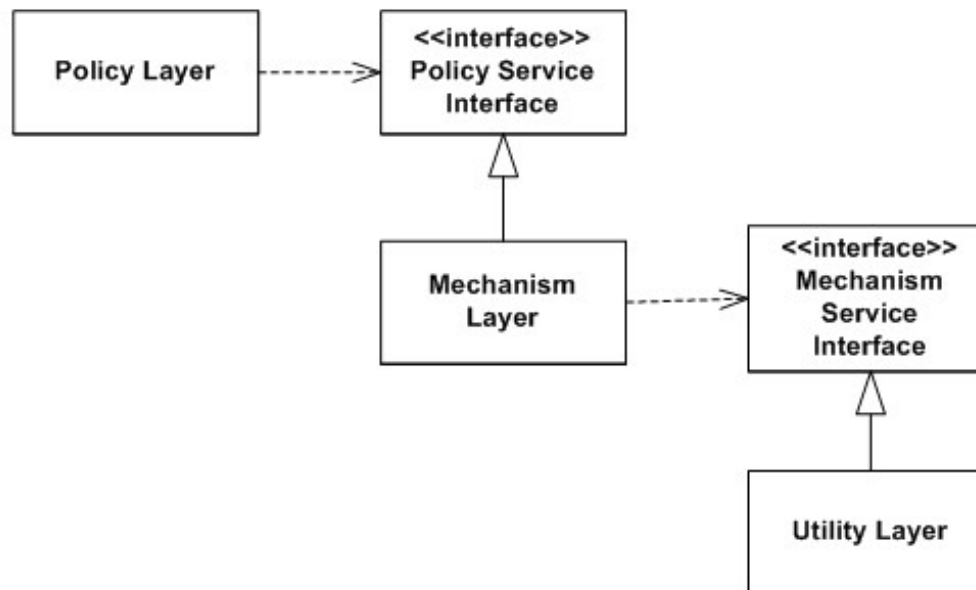 Policy Layer
<<interface>>
Policy Service
Interface
Mechanism
Layer
<<interface>>
Mechanism
Service
Interface
Utility Layer